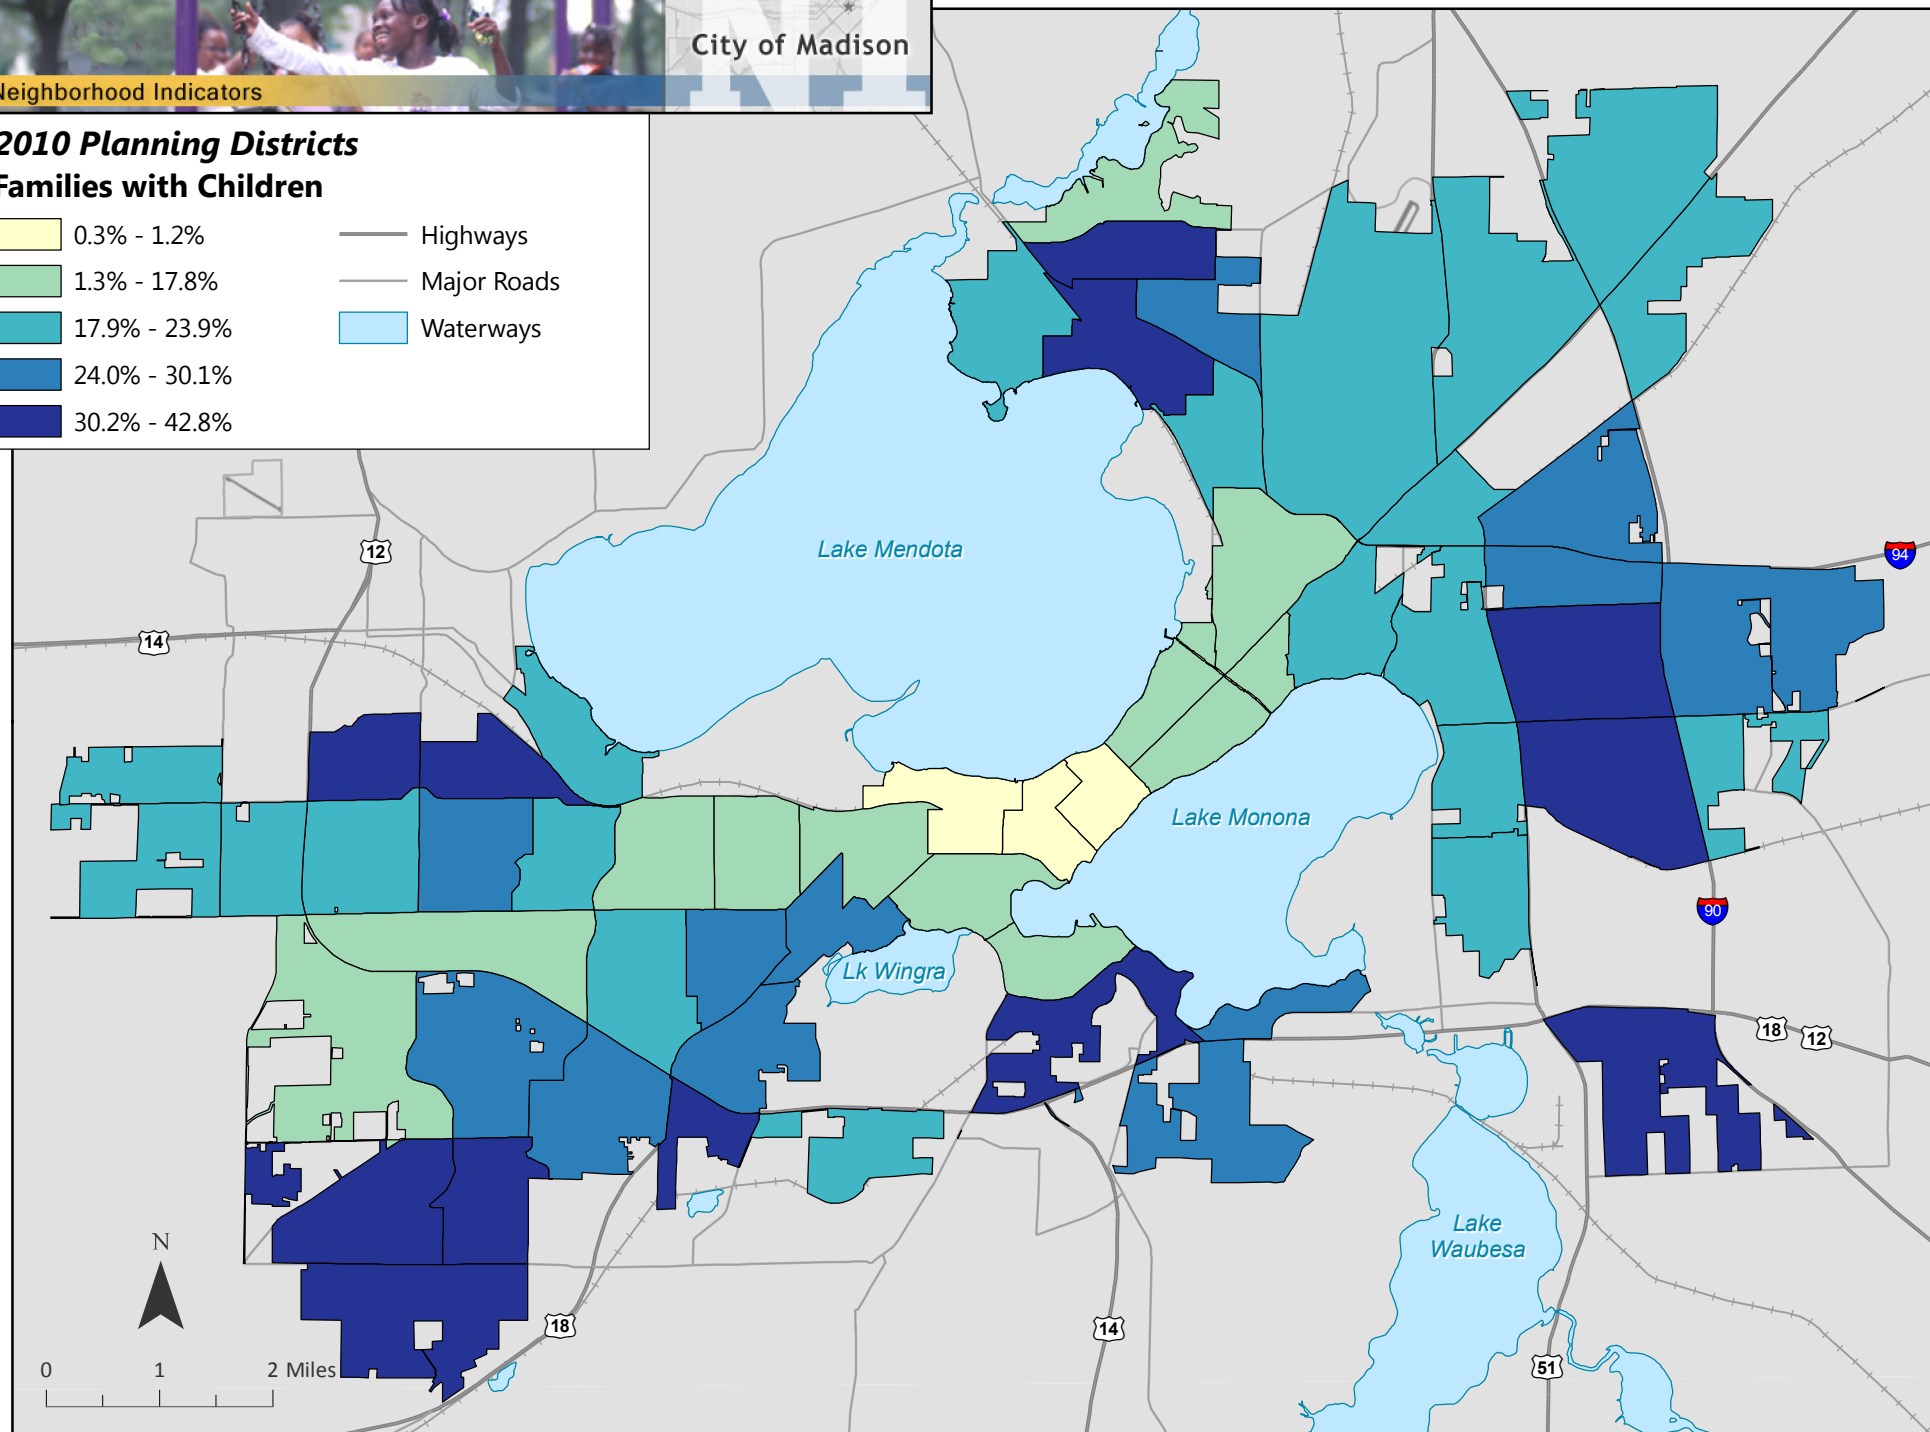 City of Madison
Neighborhood Indicators
2010 Planning Districts
Families with Children
0.3% - 1.2%
1.3% - 17.8%
17.9% - 23.9%
24.0% - 30.1%
30.2% - 42.8%
Highways
Major Roads
Waterways
12
14
Lake Mendota
94
Lake Monona
90
Lk Wingra
18
12
Lake
Waubesa
N
18
14
51
0
1
2 Miles